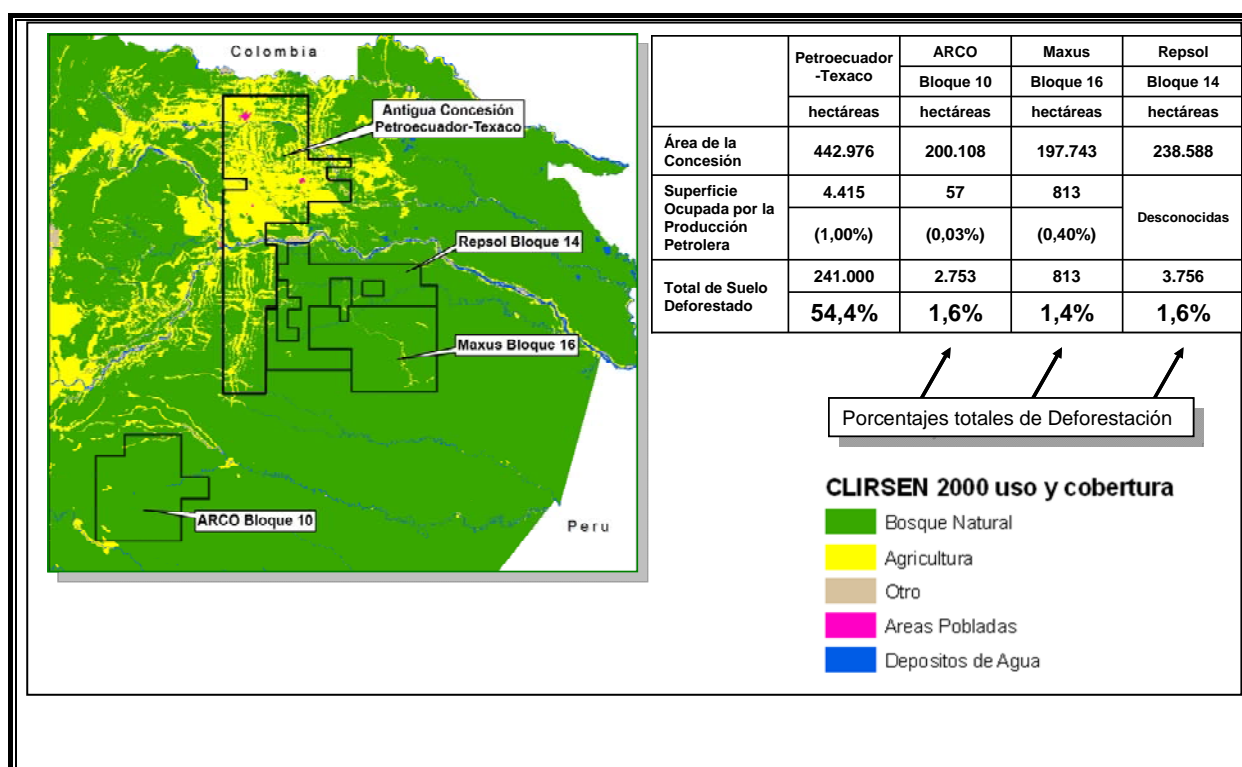 Colombia
Antigua Concesión
Petroecuador-Texaco
Repsol Bloque 14
Maxus Bloque 16
ARCO Bloque 10
Peru
Petroecuador -Texaco ARCO Maxus Repsol
Bloque 10 Bloque 16 Bloque 14
hectáreas hectáreas hectáreas hectáreas
Área de la Concesión 442.976 200.108 197.743 238.588
Superficie Ocupada por la Producción Petrolera 4.415 57 813 Desconocidas
(1,00%) (0,03%) (0,40%)
Total de Suelo Deforestado 241.000 2.753 813 3.756
54,4% 1,6% 1,4% 1,6%
Porcentajes totales de Deforestación
CLIRSEN 2000 uso y cobertura
Bosque Natural
Agricultura
Otro
Areas Pobladas
Depositos de Agua